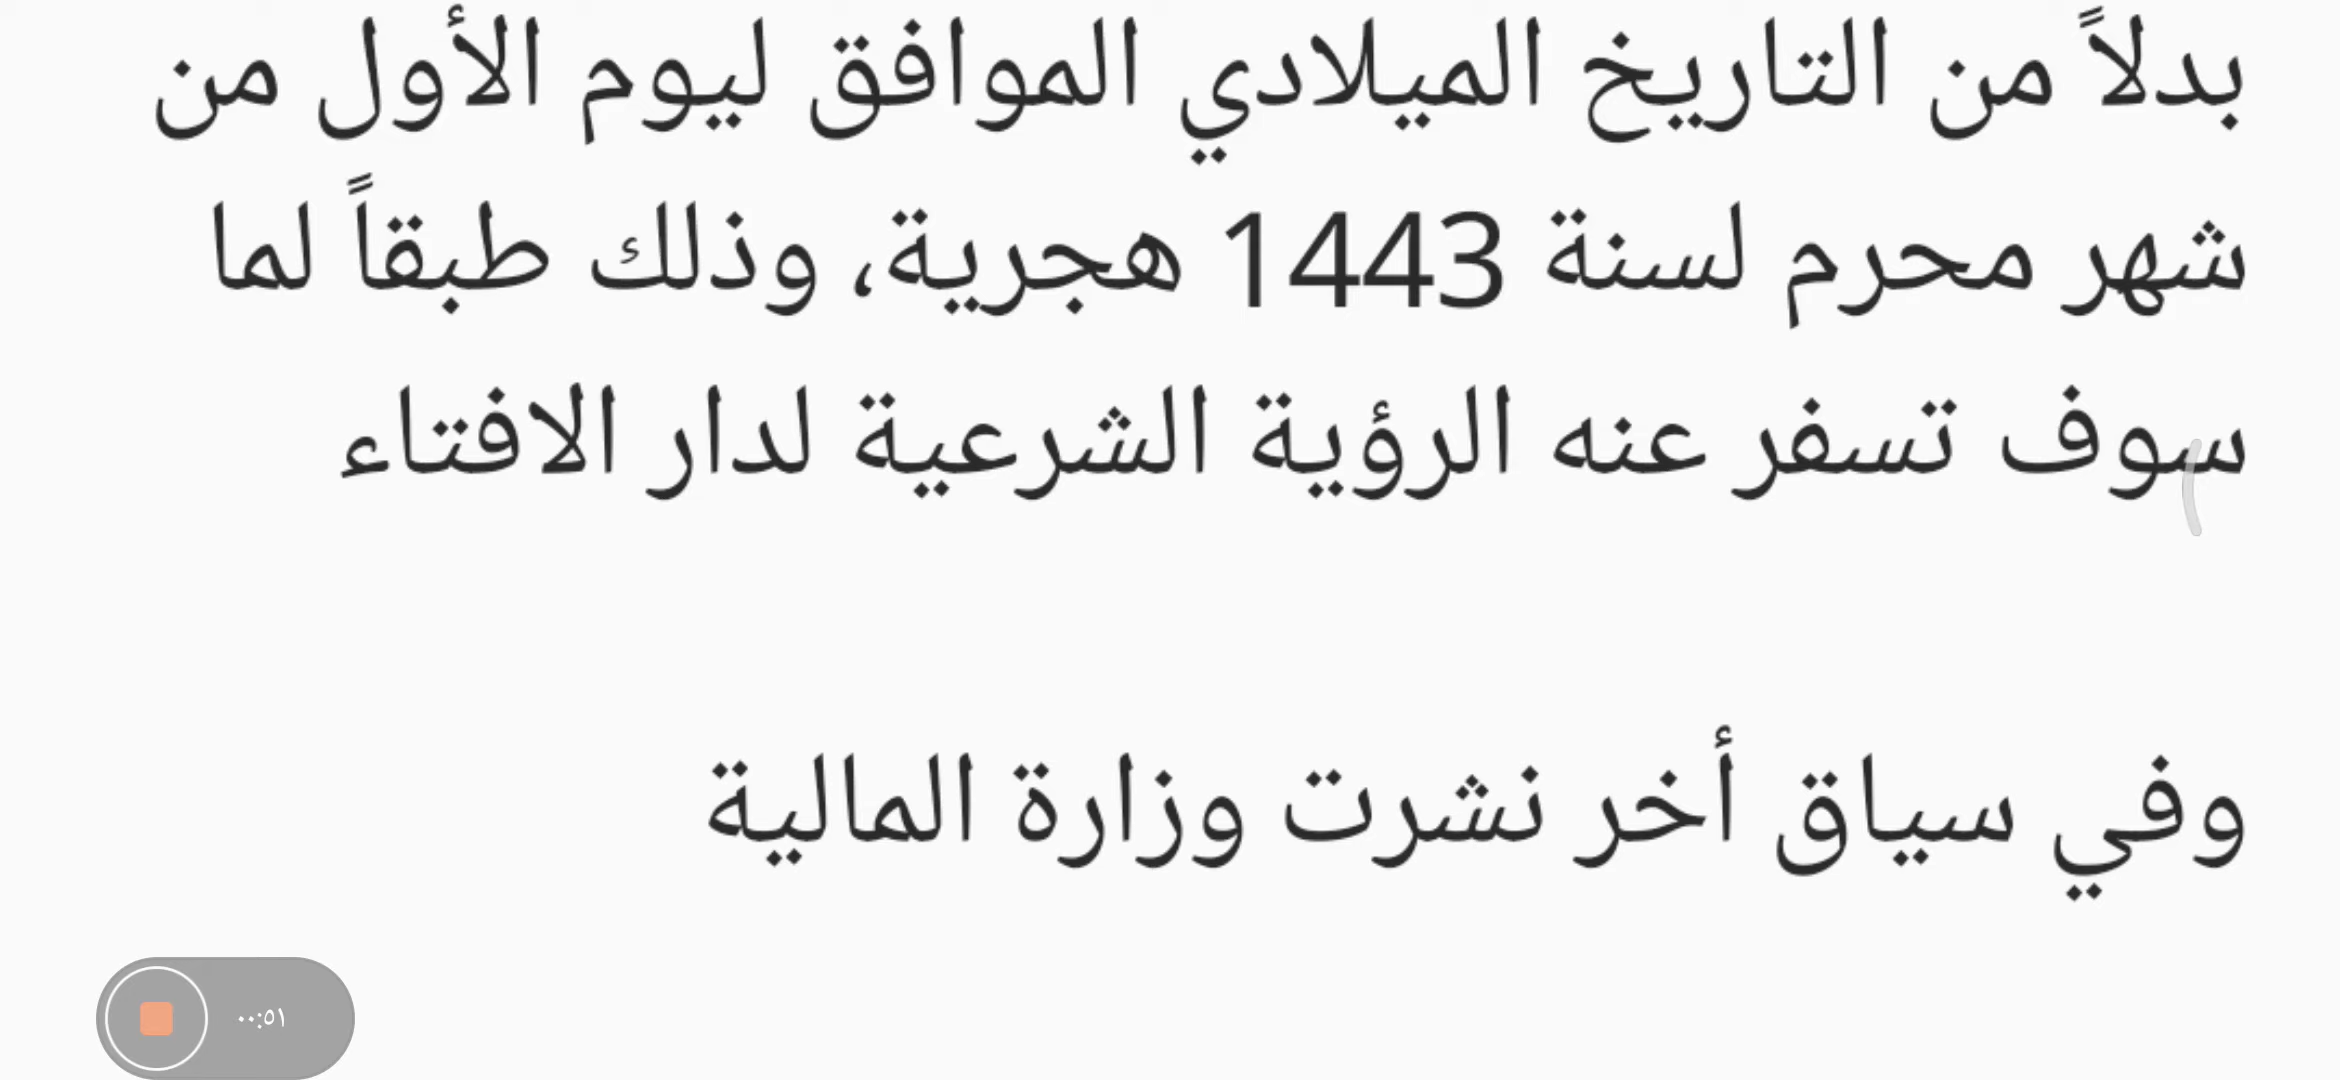 بدلاً من التاريخ الميلادي الموافق ليوم الأول من
شهر محرم لسنة 1443 هجرية، وذلك طبقاً لما
سوف تسفر عنه الرؤية الشرعية لدار الافتاء
وفي سياق أخر نشرت وزارة المالية
٠٠:٥١